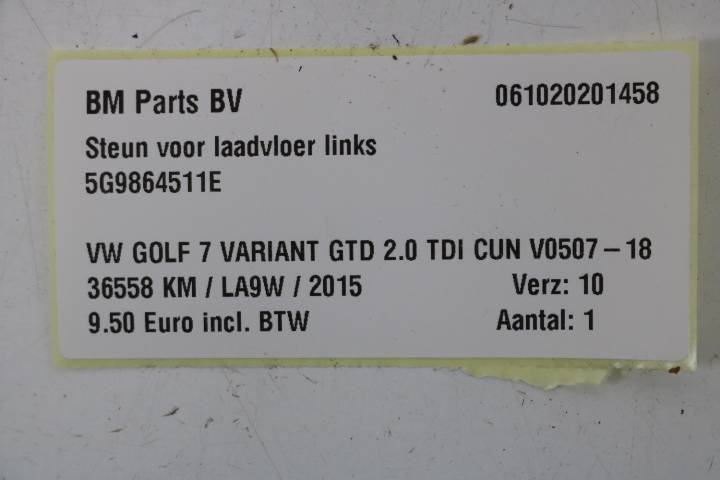 BM Parts BV 061020201458
Steun voor laadvloer links
5G9864511E
VW GOLF 7 VARIANT GTD 2.0 TDI CUN V0507-18
36558 KM / LA9W / 2015 Verz: 10
9.50 Euro incl. BTW Aantal: 1